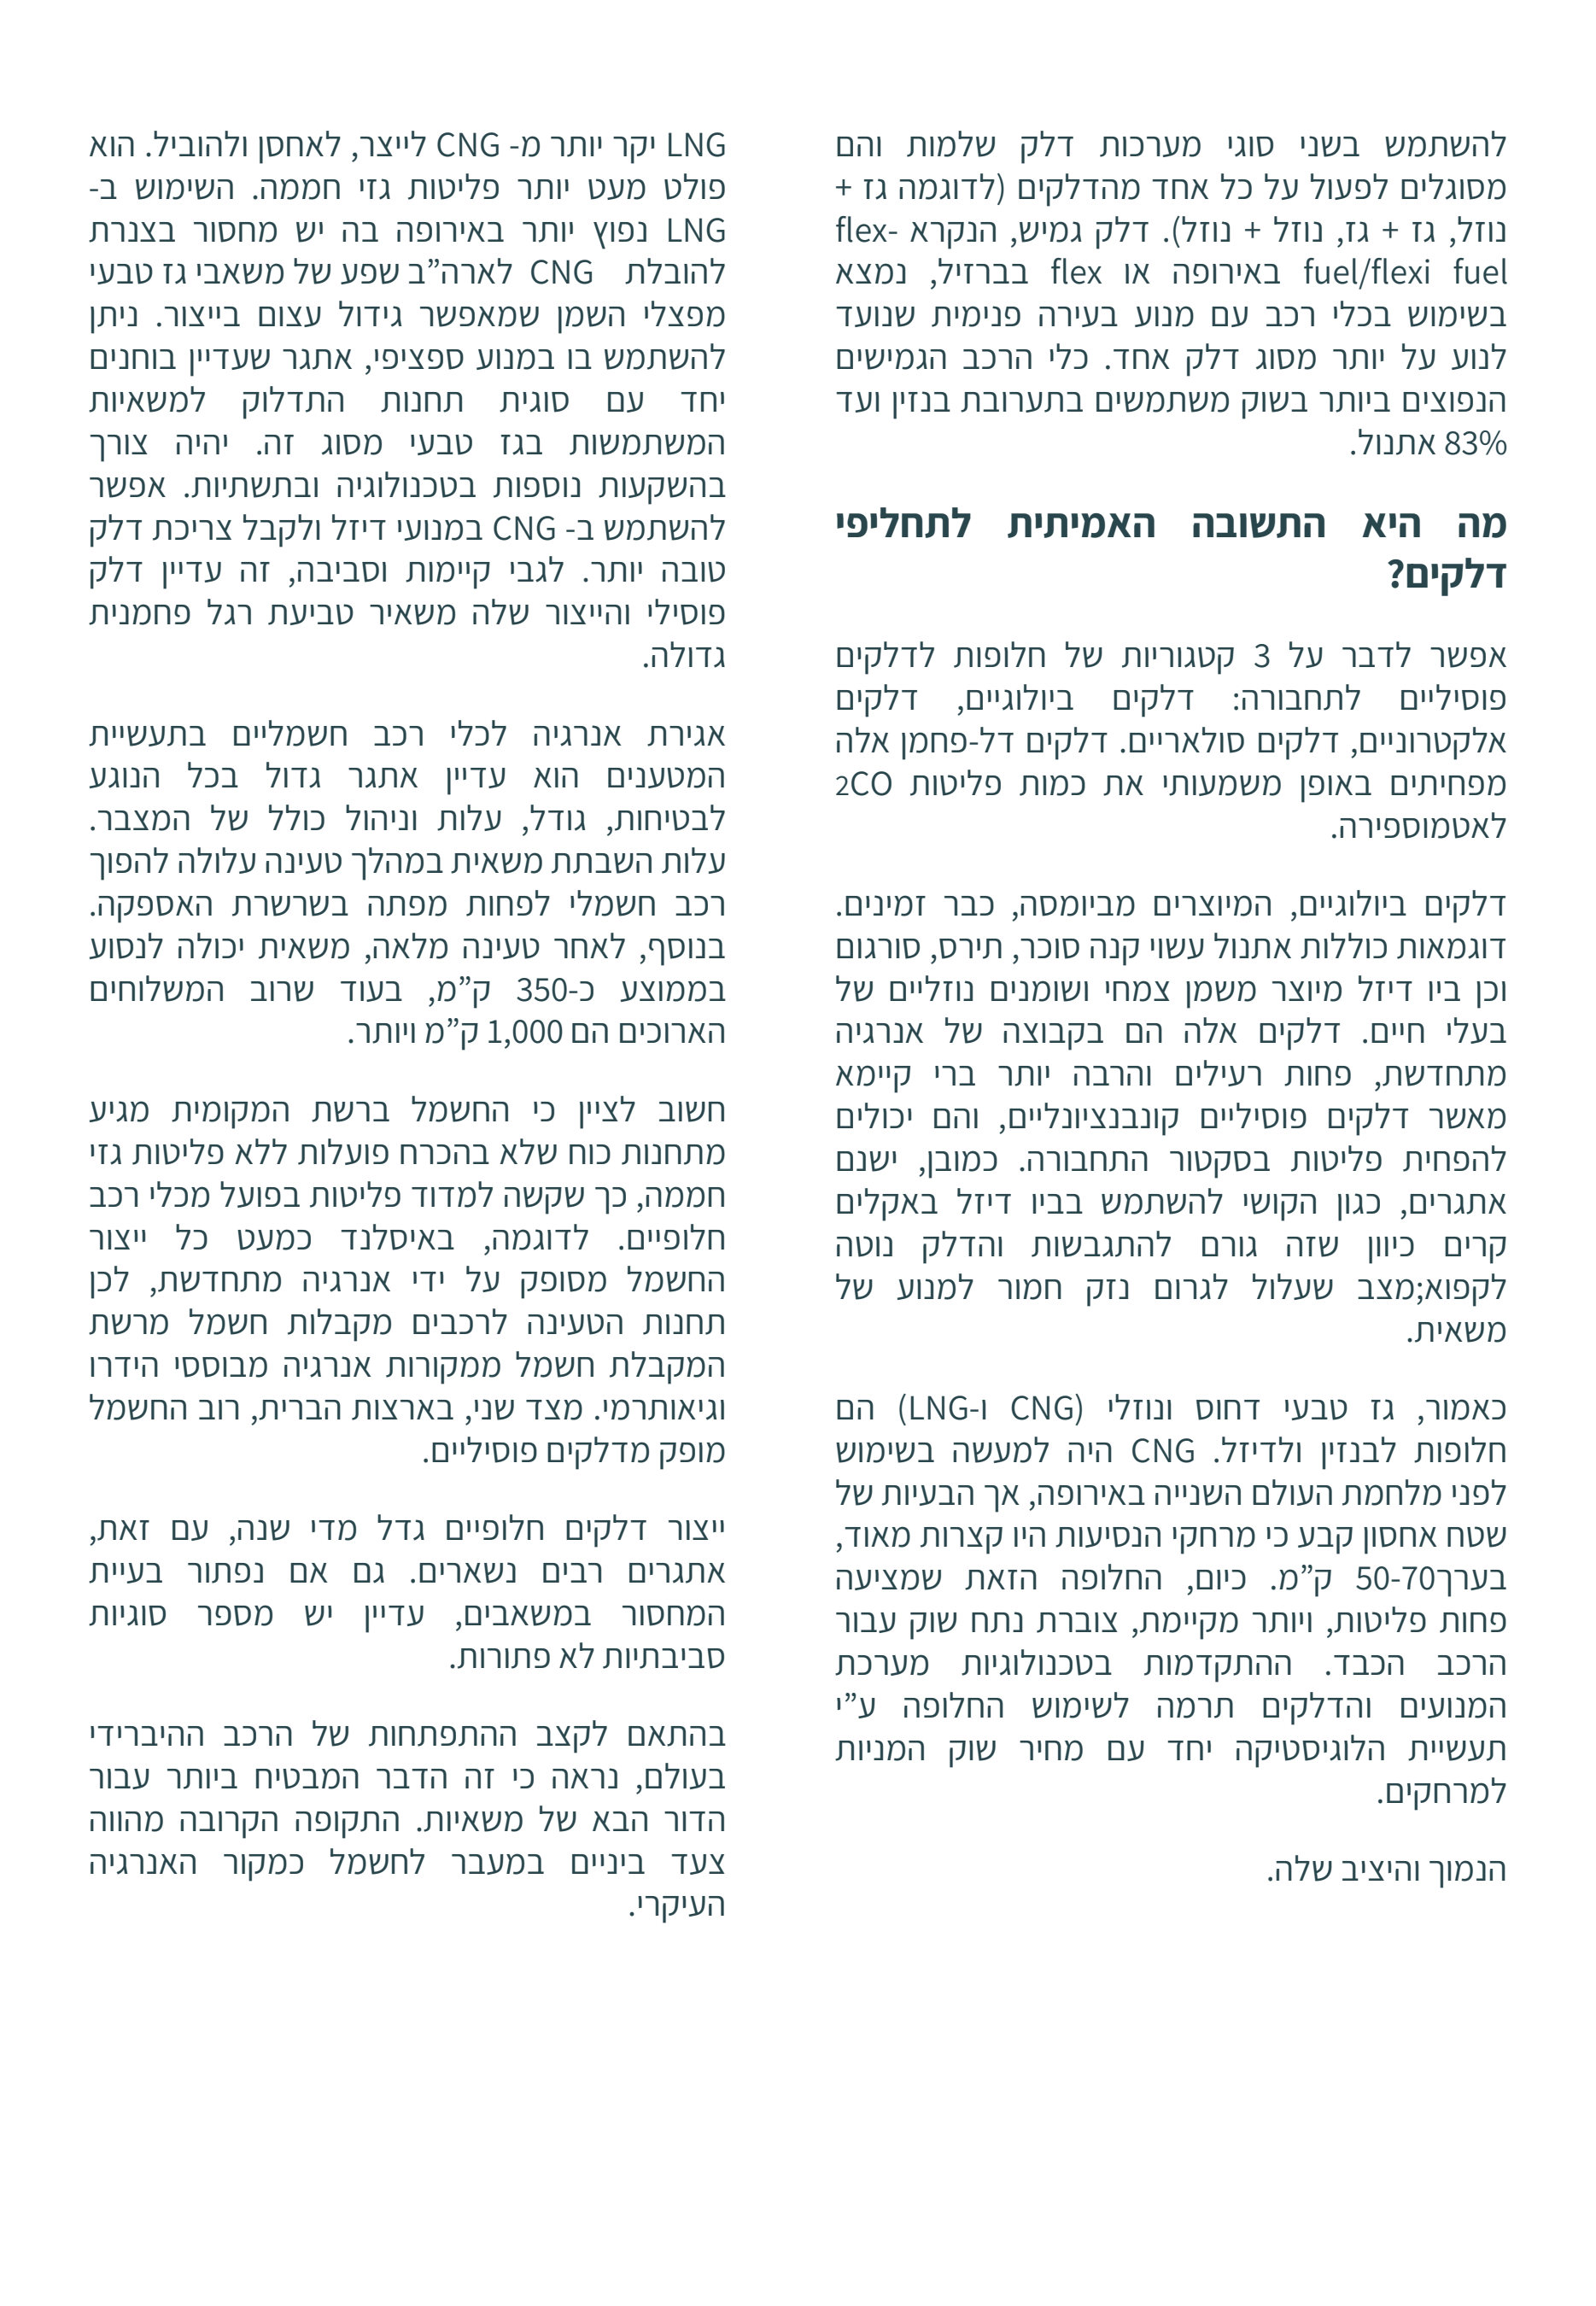 להשתמש בשני סוגי מערכות דלק שלמות והם
מסוגלים לפעול על כל אחד מהדלקים (לדוגמה גז +
נוזל, גז + גז, נוזל + נוזל). דלק גמיש, הנקרא flex-
fuel/flexi fuel באירופה או flex בברזיל, נמצא
בשימוש בכלי רכב עם מנוע בעירה פנימית שנועד
לנוע על יותר מסוג דלק אחד. כלי הרכב הגמישים
הנפוצים ביותר בשוק משתמשים בתערובת בנזין ועד
83% אתנול.
מה היא התשובה האמיתית לתחליפי
דלקים?
אפשר לדבר על 3 קטגוריות של חלופות לדלקים
פוסיליים לתחבורה: דלקים ביולוגיים, דלקים
אלקטרוניים, דלקים סולאריים. דלקים דל-פחמן אלה
מפחיתים באופן משמעותי את כמות פליטות 2CO
לאטמוספירה.
דלקים ביולוגיים, המיוצרים מביומסה, כבר זמינים.
דוגמאות כוללות אתנול עשוי קנה סוכר, תירס, סורגום
וכן ביו דיזל מיוצר משמן צמחי ושומנים נוזליים של
בעלי חיים. דלקים אלה הם בקבוצה של אנרגיה
מתחדשת, פחות רעילים והרבה יותר ברי קיימא
מאשר דלקים פוסיליים קונבנציונליים, והם יכולים
להפחית פליטות בסקטור התחבורה. כמובן, ישנם
אתגרים, כגון הקושי להשתמש בביו דיזל באקלים
קרים כיוון שזה גורם להתגבשות והדלק נוטה
לקפוא;מצב שעלול לגרום נזק חמור למנוע של
משאית.
כאמור, גז טבעי דחוס ונוזלי (CNG ו-LNG) הם
חלופות לבנזין ולדיזל. CNG היה למעשה בשימוש
לפני מלחמת העולם השנייה באירופה, אך הבעיות של
שטח אחסון קבע כי מרחקי הנסיעות היו קצרות מאוד,
בערך50-70 ק”מ. כיום, החלופה הזאת שמציעה
פחות פליטות, ויותר מקיימת, צוברת נתח שוק עבור
הרכב הכבד. ההתקדמות בטכנולוגיות מערכת
המנועים והדלקים תרמה לשימוש החלופה ע”י
תעשיית הלוגיסטיקה יחד עם מחיר שוק המניות
למרחקים.
הנמוך והיציב שלה.
LNG יקר יותר מ- CNG לייצר, לאחסן ולהוביל. הוא
פולט מעט יותר פליטות גזי חממה. השימוש ב-
LNG נפוץ יותר באירופה בה יש מחסור בצנרת
להובלת CNG לארה”ב שפע של משאבי גז טבעי
מפצלי השמן שמאפשר גידול עצום בייצור. ניתן
להשתמש בו במנוע ספציפי, אתגר שעדיין בוחנים
יחד עם סוגית תחנות התדלוק למשאיות
המשתמשות בגז טבעי מסוג זה. יהיה צורך
בהשקעות נוספות בטכנולוגיה ובתשתיות. אפשר
להשתמש ב- CNG במנועי דיזל ולקבל צריכת דלק
טובה יותר. לגבי קיימות וסביבה, זה עדיין דלק
פוסילי והייצור שלה משאיר טביעת רגל פחמנית
גדולה.
אגירת אנרגיה לכלי רכב חשמליים בתעשיית
המטענים הוא עדיין אתגר גדול בכל הנוגע
לבטיחות, גודל, עלות וניהול כולל של המצבר.
עלות השבתת משאית במהלך טעינה עלולה להפוך
רכב חשמלי לפחות מפתה בשרשרת האספקה.
בנוסף, לאחר טעינה מלאה, משאית יכולה לנסוע
בממוצע כ-350 ק”מ, בעוד שרוב המשלוחים
הארוכים הם 1,000 ק”מ ויותר.
חשוב לציין כי החשמל ברשת המקומית מגיע
מתחנות כוח שלא בהכרח פועלות ללא פליטות גזי
חממה, כך שקשה למדוד פליטות בפועל מכלי רכב
חלופיים. לדוגמה, באיסלנד כמעט כל ייצור
החשמל מסופק על ידי אנרגיה מתחדשת, לכן
תחנות הטעינה לרכבים מקבלות חשמל מרשת
המקבלת חשמל ממקורות אנרגיה מבוססי הידרו
וגיאותרמי. מצד שני, בארצות הברית, רוב החשמל
מופק מדלקים פוסיליים.
ייצור דלקים חלופיים גדל מדי שנה, עם זאת,
אתגרים רבים נשארים. גם אם נפתור בעיית
המחסור במשאבים, עדיין יש מספר סוגיות
סביבתיות לא פתורות.
בהתאם לקצב ההתפתחות של הרכב ההיברידי
בעולם, נראה כי זה הדבר המבטיח ביותר עבור
הדור הבא של משאיות. התקופה הקרובה מהווה
צעד ביניים במעבר לחשמל כמקור האנרגיה
העיקרי.